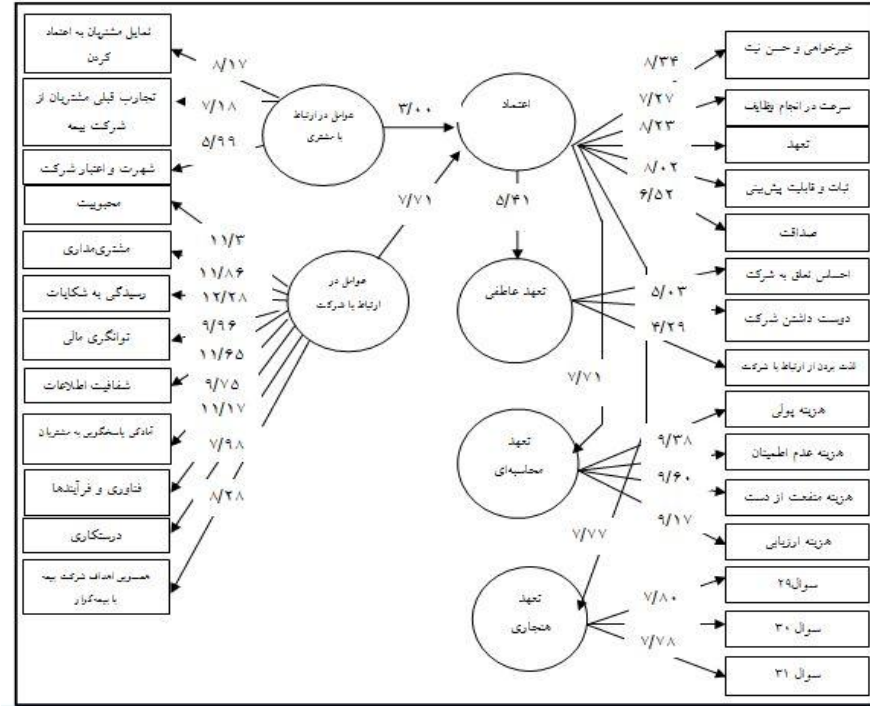 خیرخواهی و حسن نیت
سرعت در انجام وظایف
تعهد
ثبات و قابلیت پیش‌بینی
صداقت
احساس تعلق به شرکت
دوست داشتن شرکت
لذت بردن از ارتباط با شرکت
هزینه پولی
هزینه عدم اطمینان
هزینه منفعت از دست
هزینه ارزیابی
سوال۲۹
سوال ۳۰
سوال ۳۱
۸/۳۴
۷/۲۷
۸/۲۳
۸/۰۲
۶/۵۲
۵/۰۳
۴/۲۹
۹/۳۸
۹/۶۰
۹/۱۷
۷/۸۰
۷/۷۸
اعتماد
۵/۴۱
تعهد عاطفی
۷/۷۱
تعهد
محاسبه‌ای
۷/۷۷
تعهد
هنجاری
۳/۰۰
۷/۷۱
عوامل در ارتباط
با مشتری
عوامل در
ارتباط با شرکت
۸/۱۷
۷/۱۸
۵/۹۹
۱۱/۳
۱۱/۸۶
۱۲/۲۸
۹/۹۶
۱۱/۶۵
۹/۷۵
۱۱/۱۷
۷/۹۸
۸/۲۸
تمایل مشتریان به اعتماد
کردن
تجارب قبلی مشتریان از
شرکت بیمه
شهرت و اعتبار شرکت
محبوبیت
مشتری‌مداری
رسیدگی به شکایات
توانگری مالی
شفافیت اطلاعات
آمادگی پاسخگویی به مشتریان
فناوری و فرآیندها
درستکاری
همسویی اهداف شرکت بیمه
با بیمه‌گزار